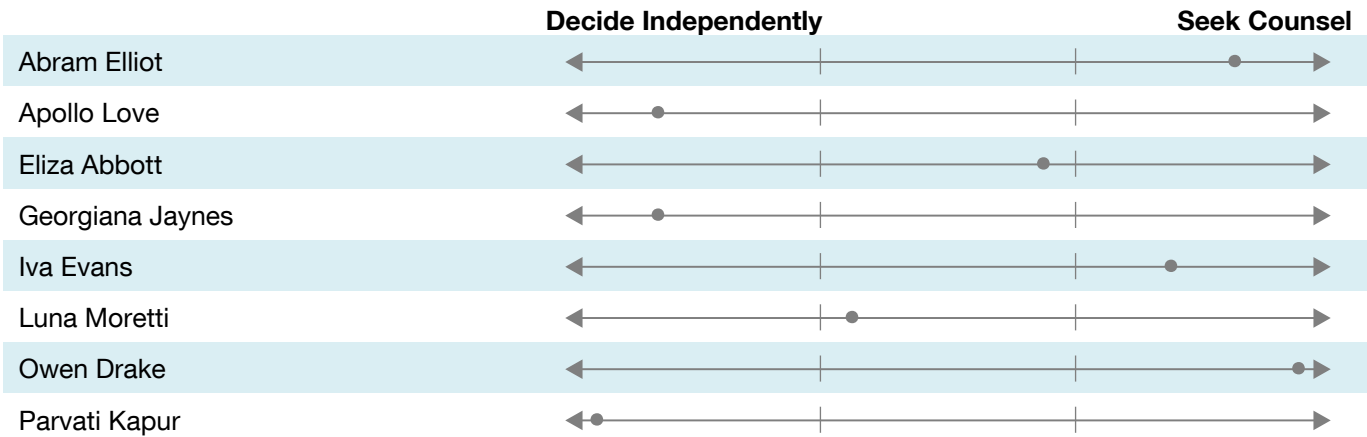 Decide Independently Seek Counsel
Abram Elliot
Apollo Love
Eliza Abbott
Georgiana Jaynes
Iva Evans
Luna Moretti
Owen Drake
Parvati Kapur